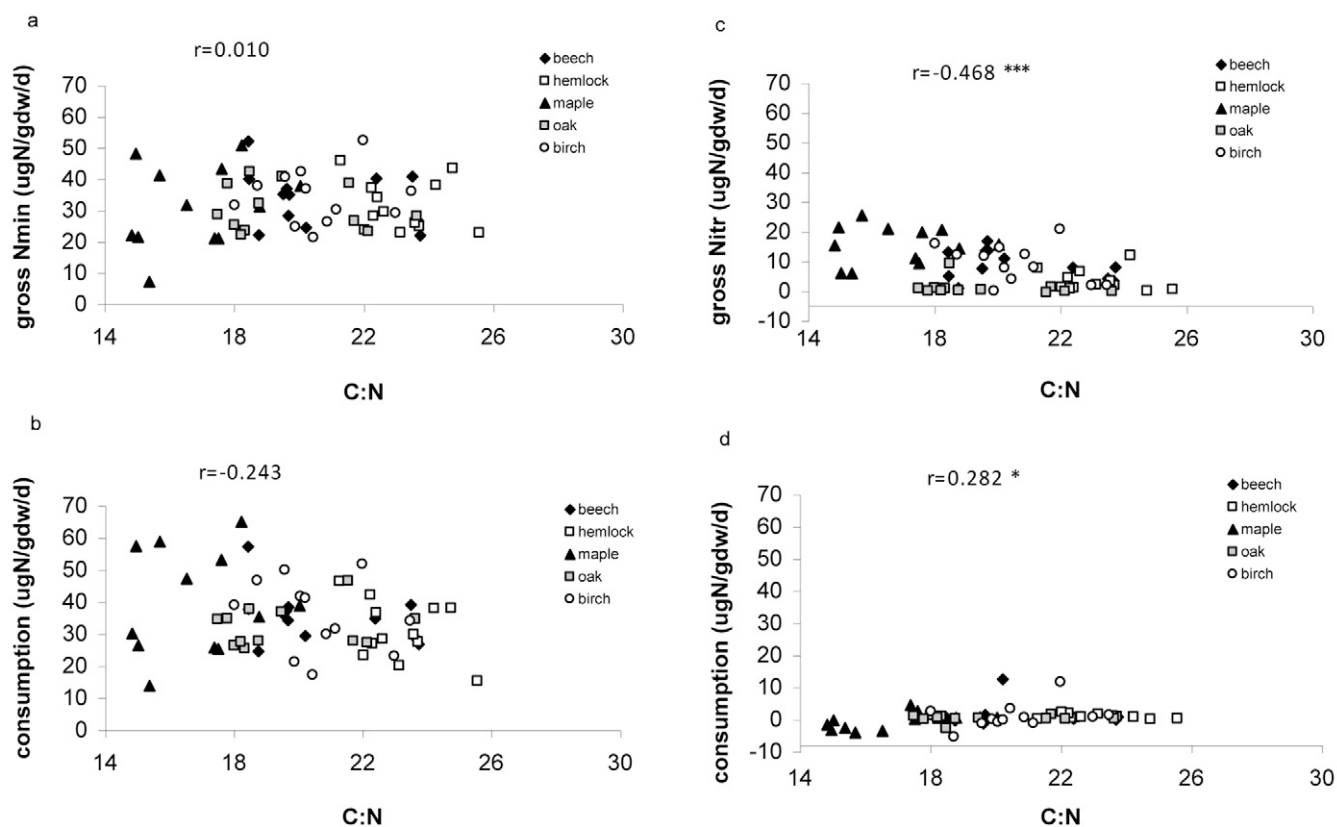 a
r=0.010
gross Nmin (ugN/gdw/d)
70
60
50
40
30
20
10
0
14
18
22
26
30
C:N
beech
hemlock
maple
oak
birch
c
r=-0.468 ***
gross Nitr (ugN/gdw/d)
70
60
50
40
30
20
10
0
-10
14
18
22
26
30
C:N
beech
hemlock
maple
oak
birch
b
r=-0.243
consumption (ugN/gdw/d)
70
60
50
40
30
20
10
0
14
18
22
26
30
C:N
beech
hemlock
maple
oak
birch
d
r=0.282 *
consumption (ugN/gdw/d)
70
60
50
40
30
20
10
0
-10
14
18
22
26
30
C:N
beech
hemlock
maple
oak
birch